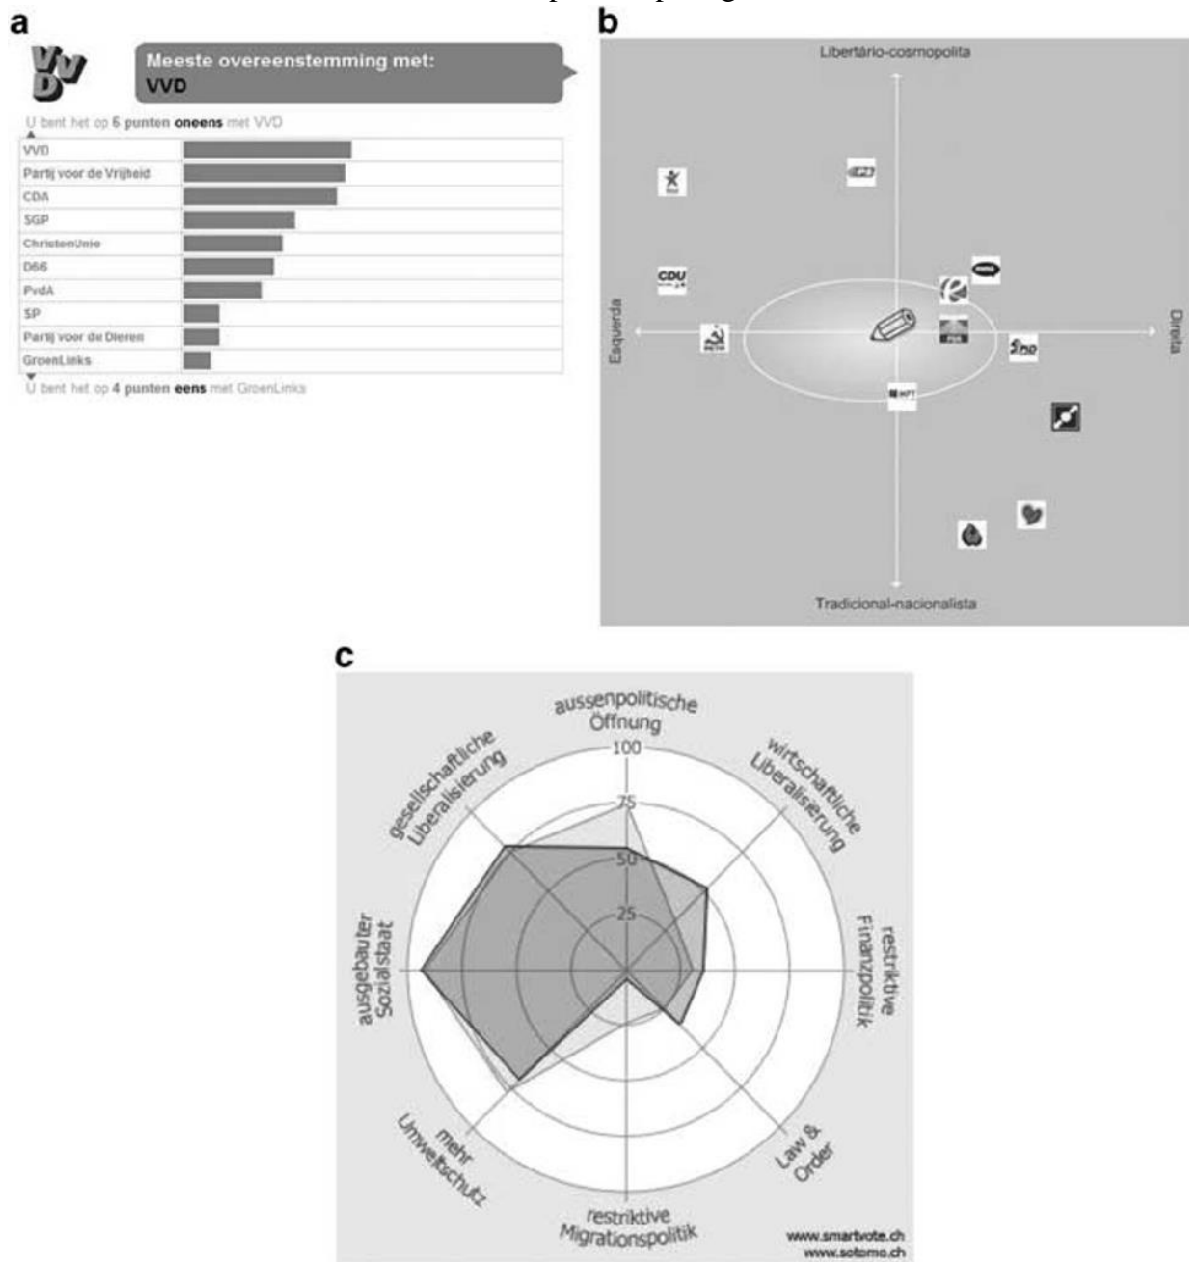 a
VVD
Meeste overeenstemming met:
VVD
U bent het op 6 punten oneens met VVD
VVD
Partij voor de Vrijheid
CDA
SGP
ChristenUnie
D66
PvdA
SP
Partij voor de Dieren
GroenLinks
U bent het op 4 punten eens met GroenLinks
b
Libertário-cosmopolita
CDU
Esquerda
Direita
MPT
Tradicional-nacionalista
c
aussenpolitische
Öffnung
wirtschaftliche
Liberalisierung
restriktive
Finanzpolitik
Law &
Order
restriktive
Migrationspolitik
mehr
Umweltschutz
ausgebauter
Sozialstaat
gesellschaftliche
Liberalisierung
100
75
50
25
www.smartvote.ch
www.sotomo.ch